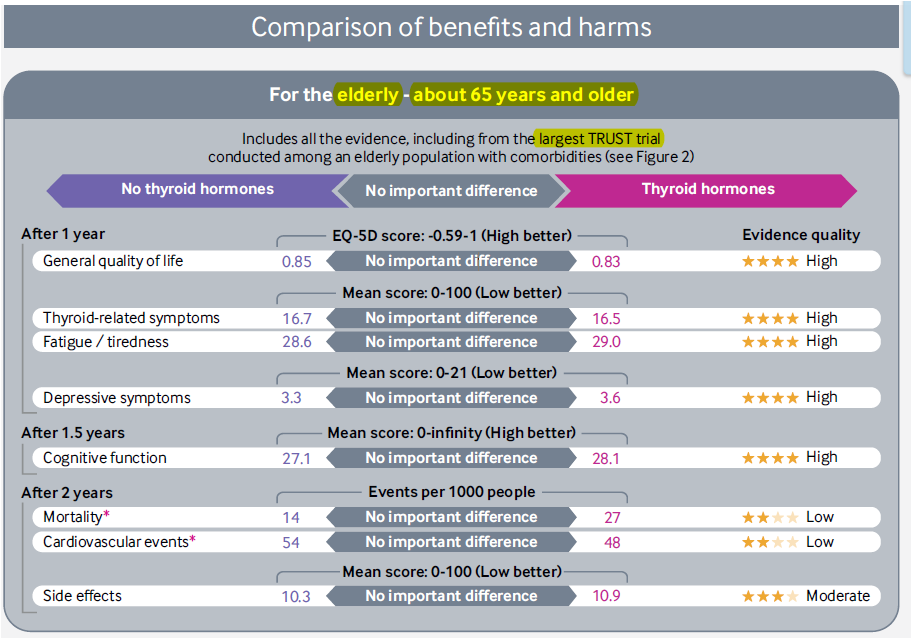 Comparison of benefits and harms
For the elderly - about 65 years and older
Includes all the evidence, including from the largest TRUST trial
conducted among an elderly population with comorbidities (see Figure 2)
No thyroid hormones No important difference Thyroid hormones
After 1 year EQ-5D score: -0.59-1 (High better) Evidence quality
General quality of life 0.85 No important difference 0.83 ★★★★ High
Mean score: 0-100 (Low better)
Thyroid-related symptoms 16.7 No important difference 16.5 ★★★★ High
Fatigue / tiredness 28.6 No important difference 29.0 ★★★★ High
Mean score: 0-21 (Low better)
Depressive symptoms 3.3 No important difference 3.6 ★★★★ High
After 1.5 years Mean score: 0-infinity (High better)
Cognitive function 27.1 No important difference 28.1 ★★★★ High
After 2 years Events per 1000 people
Mortality* 14 No important difference 27 ★★ Low
Cardiovascular events* 54 No important difference 48 ★★ Low
Mean score: 0-100 (Low better)
Side effects 10.3 No important difference 10.9 ★★★ Moderate